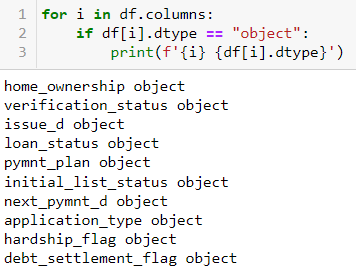 1 for i in df.columns:
2     if df[i].dtype == "object":
3         print(f'{i} {df[i].dtype}')
home_ownership object
verification_status object
issue_d object
loan_status object
pymnt_plan object
initial_list_status object
next_pymnt_d object
application_type object
hardship_flag object
debt_settlement_flag object